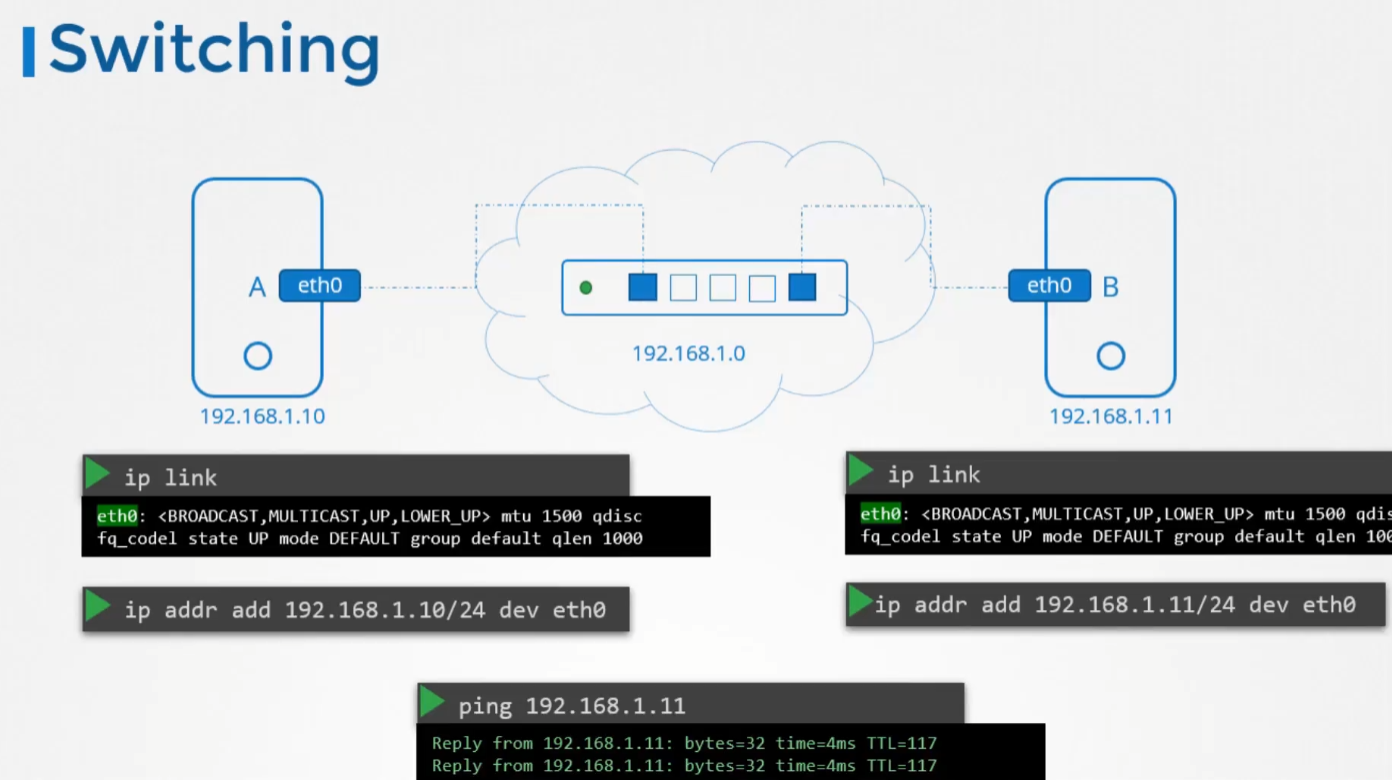 Switching
A
eth0
eth0
B
192.168.1.0
192.168.1.10
192.168.1.11
ip link
eth0: <BROADCAST,MULTICAST,UP,LOWER_UP> mtu 1500 qdisc
fq_codel state UP mode DEFAULT group default qlen 1000
ip addr add 192.168.1.10/24 dev eth0
ip link
eth0: <BROADCAST,MULTICAST,UP,LOWER_UP> mtu 1500 qdis
fq_codel state UP mode DEFAULT group default qlen 100
ip addr add 192.168.1.11/24 dev eth0
ping 192.168.1.11
Reply from 192.168.1.11: bytes=32 time=4ms TTL=117
Reply from 192.168.1.11: bytes=32 time=4ms TTL=117